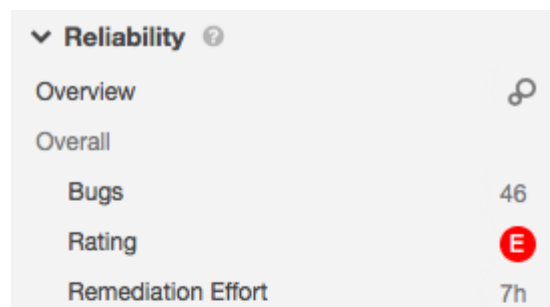 Reliability ?
Overview
Overall
Bugs 46
Rating E
Remediation Effort 7h